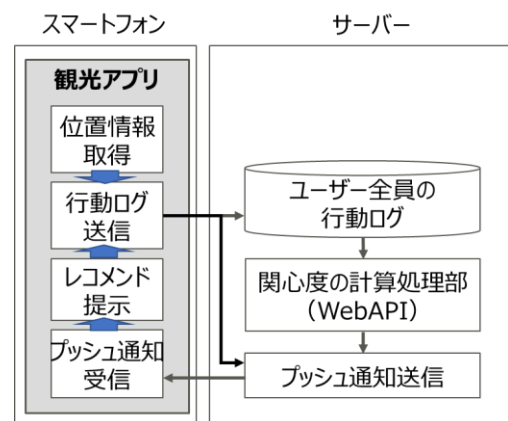 スマートフォン
サーバー
観光アプリ
位置情報
取得
行動ログ
送信
レコメンド
提示
プッシュ通知
受信
ユーザー全員の
行動ログ
関心度の計算処理部
（WebAPI）
プッシュ通知送信